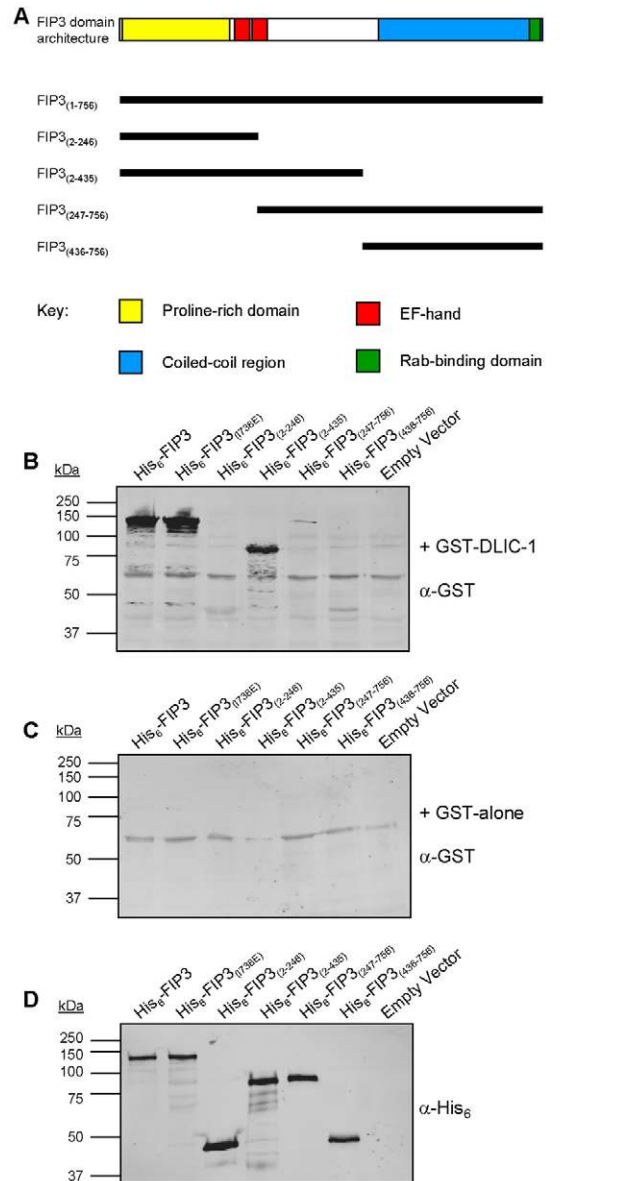 A
FIP3 domain
architecture
FIP3(1-756)
FIP3(2-246)
FIP3(2-435)
FIP3(247-756)
FIP3(436-756)
Key:
Proline-rich domain
EF-hand
Coiled-coil region
Rab-binding domain
B
kDa
His6-FIP3
His6-FIP3(I736E)
His6-FIP3(2-246)
His6-FIP3(2-435)
His6-FIP3(247-756)
His6-FIP3(436-756)
Empty Vector
250
150
100
75
50
37
+ GST-DLIC-1
α-GST
C
kDa
His6-FIP3
His6-FIP3(I736E)
His6-FIP3(2-246)
His6-FIP3(2-435)
His6-FIP3(247-756)
His6-FIP3(436-756)
Empty Vector
250
150
100
75
50
37
+ GST-alone
α-GST
D
kDa
His6-FIP3
His6-FIP3(I736E)
His6-FIP3(2-246)
His6-FIP3(2-435)
His6-FIP3(247-756)
His6-FIP3(436-756)
Empty Vector
250
150
100
75
50
37
α-His6